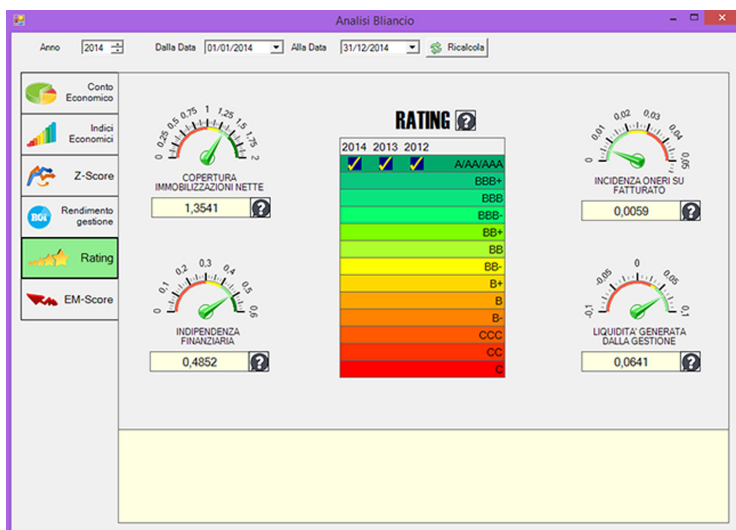 Analisi Bliancio
Anno 2014 Dalla Data 01/01/2014 Alla Data 31/12/2014 Ricalcola
Conto
Economico
Indici
Economici
Z-Score
ROI
Rendimento
gestione
Rating
EM-Score
0 0,25 0,5 0,75 1 1,25 1,5 1,75 2
COPERTURA
IMMOBILIZZAZIONI NETTE
1,3541
0 0,1 0,2 0,3 0,4 0,5 0,6
INDIPENDENZA
FINANZIARIA
0,4852
RATING
2014 2013 2012
A/AA/AAA
BBB+
BBB
BBB-
BB+
BB
BB-
B+
B
B-
CCC
CC
C
0 0,01 0,02 0,03 0,04 0,05
INCIDENZA ONERI SU
FATTURATO
0,0059
-0,1 -0,05 0 0,05 0,1
LIQUIDITA' GENERATA
DALLA GESTIONE
0,0641